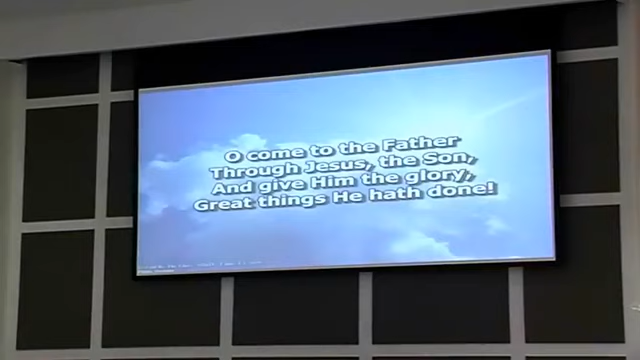 O come to the Father
Through Jesus, the Son,
And give Him the glory,
Great things He hath done!